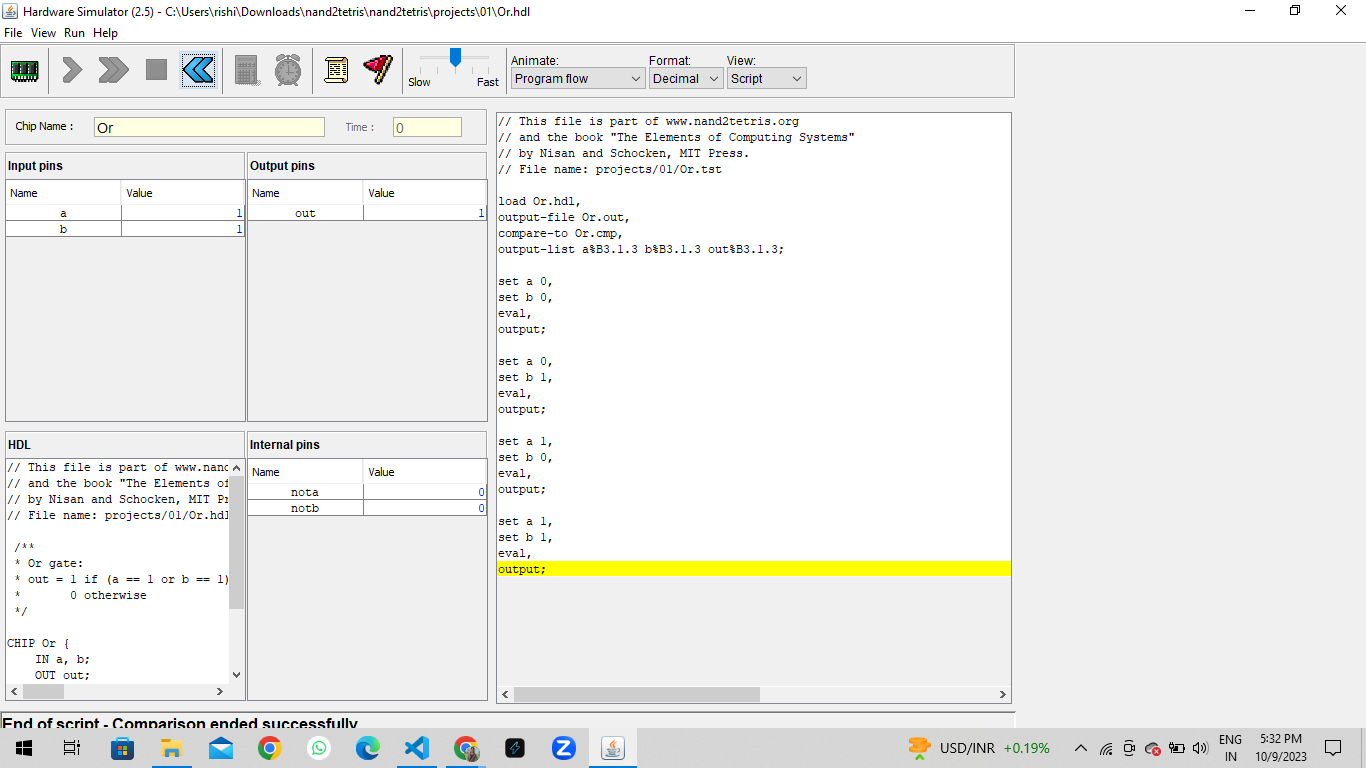 Hardware Simulator (2.5) - C:\Users\rishi\Downloads\nand2tetris\nand2tetris\projects\01\Or.hdl
File View Run Help
Slow Fast
Animate: Format: View:
Program flow Decimal Script
Chip Name : Or Time : 0
Input pins
Name Value
a 1
b 1
Output pins
Name Value
out 1
HDL
// This file is part of www.nand
// and the book "The Elements of
// by Nisan and Schocken, MIT Pr
// File name: projects/01/Or.hdl
/**
* Or gate:
* out = 1 if (a == 1 or b == 1)
* 0 otherwise
*/
CHIP Or {
IN a, b;
OUT out;
Internal pins
Name Value
nota 0
notb 0
// This file is part of www.nand2tetris.org
// and the book "The Elements of Computing Systems"
// by Nisan and Schocken, MIT Press.
// File name: projects/01/Or.tst
load Or.hdl,
output-file Or.out,
compare-to Or.cmp,
output-list a%B3.1.3 b%B3.1.3 out%B3.1.3;
set a 0,
set b 0,
eval,
output;
set a 0,
set b 1,
eval,
output;
set a 1,
set b 0,
eval,
output;
set a 1,
set b 1,
eval,
output;
End of script - Comparison ended successfully
USD/INR +0.19%
ENG
IN
5:32 PM
10/9/2023